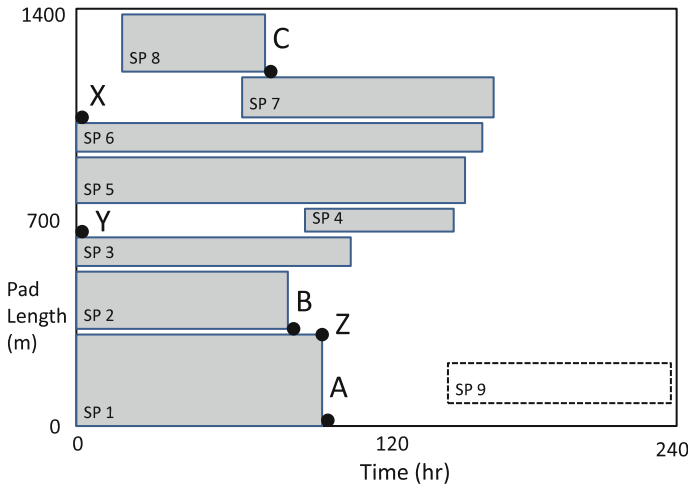 1400
C
SP 8
X
SP 7
SP 6
SP 5
700
Y
SP 4
SP 3
Pad
Length
(m)
SP 2
B
Z
A
SP 9
SP 1
0
0
120
240
Time (hr)